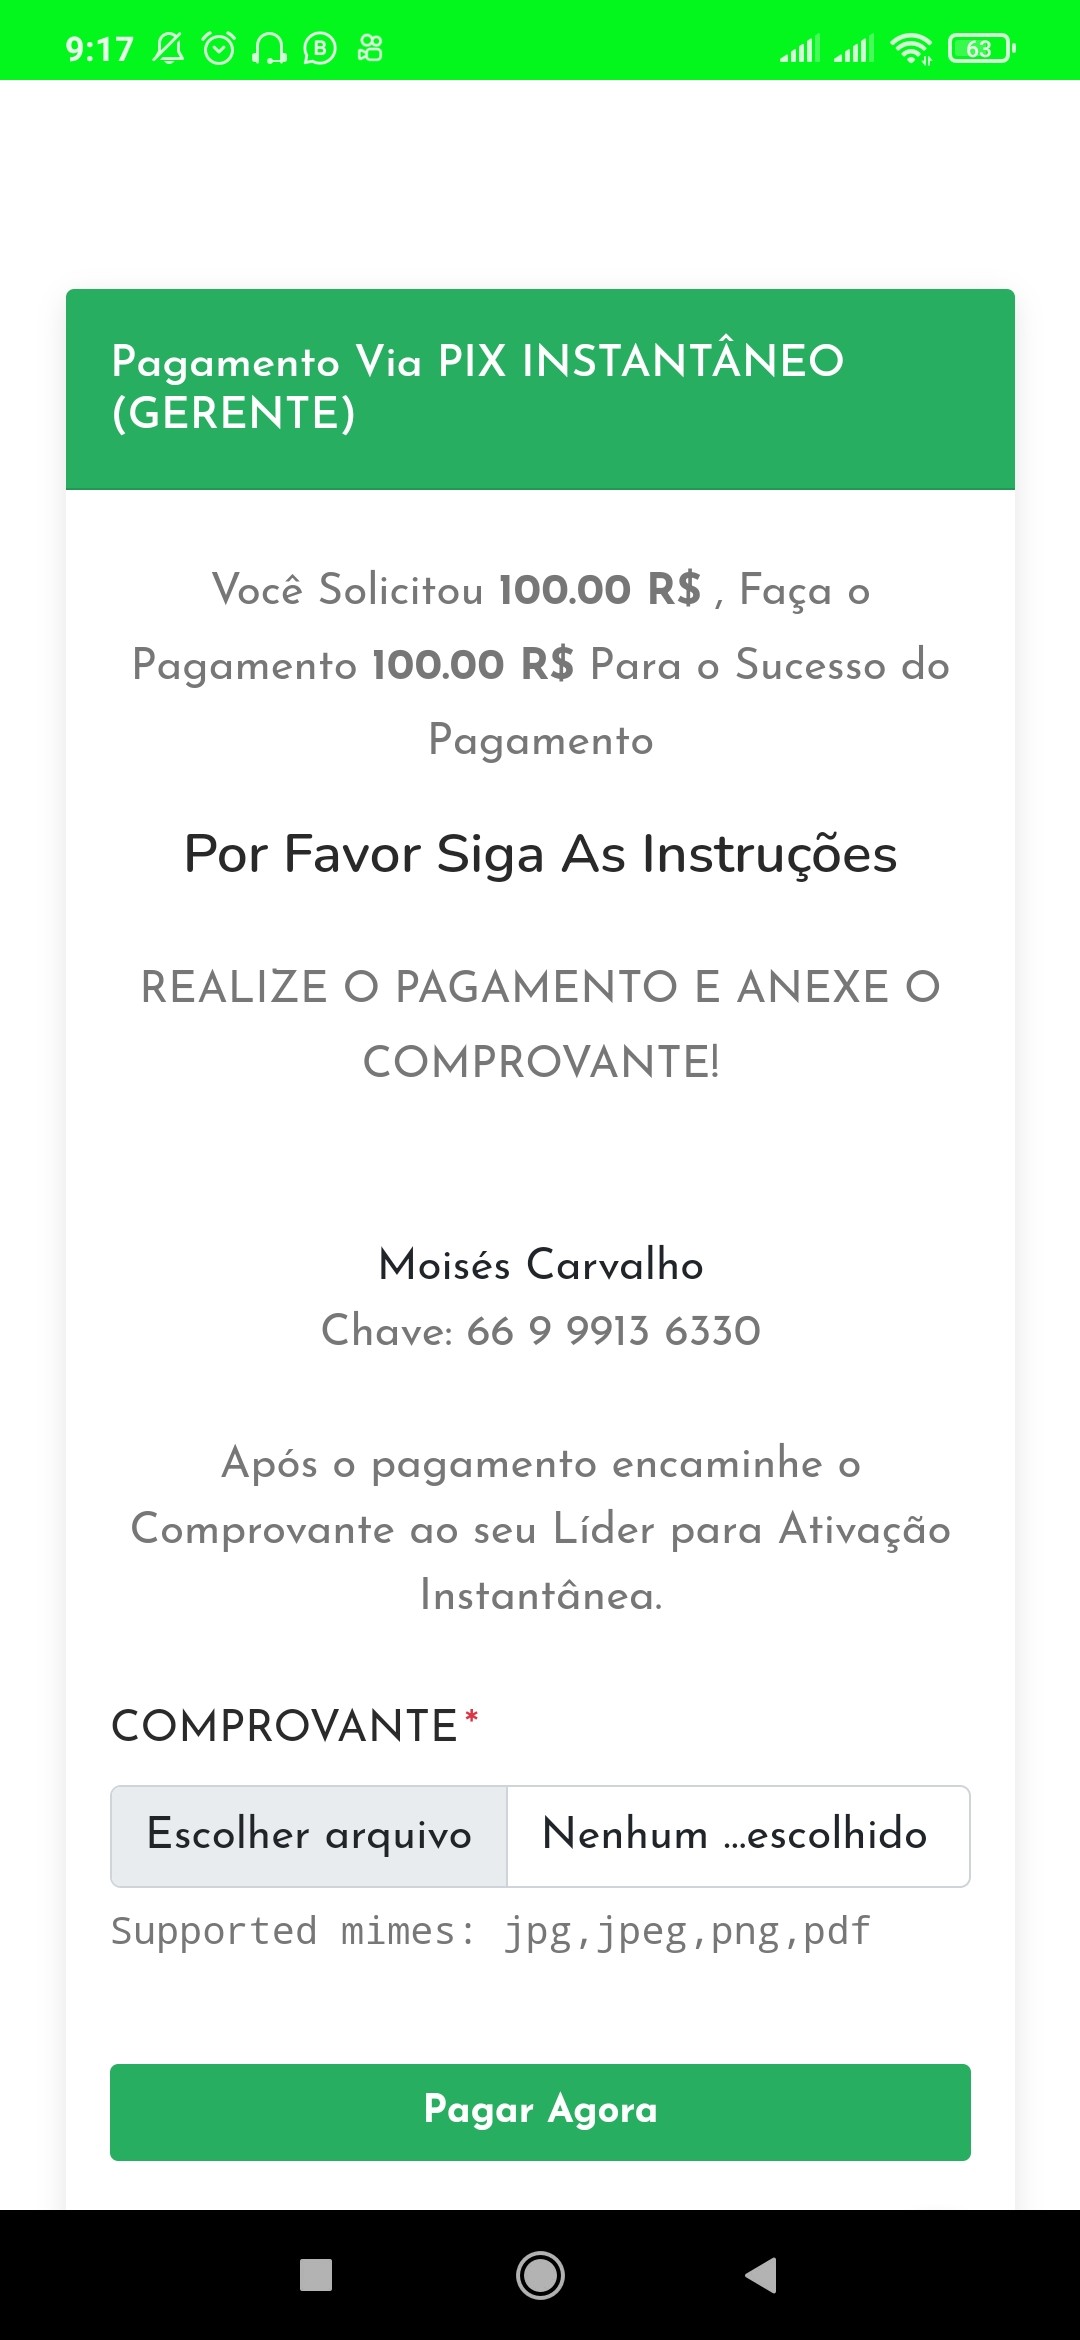 9:17
B
63
Pagamento Via PIX INSTANTÂNEO
(GERENTE)
Você Solicitou 100.00 R$ , Faça o
Pagamento 100.00 R$ Para o Sucesso do
Pagamento
Por Favor Siga As Instruções
REALIZE O PAGAMENTO E ANEXE O
COMPROVANTE!
Moisés Carvalho
Chave: 66 9 9913 6330
Após o pagamento encaminhe o
Comprovante ao seu Líder para Ativação
Instantânea.
COMPROVANTE*
Escolher arquivo Nenhum ...escolhido
Supported mimes: jpg,jpeg,png,pdf
Pagar Agora